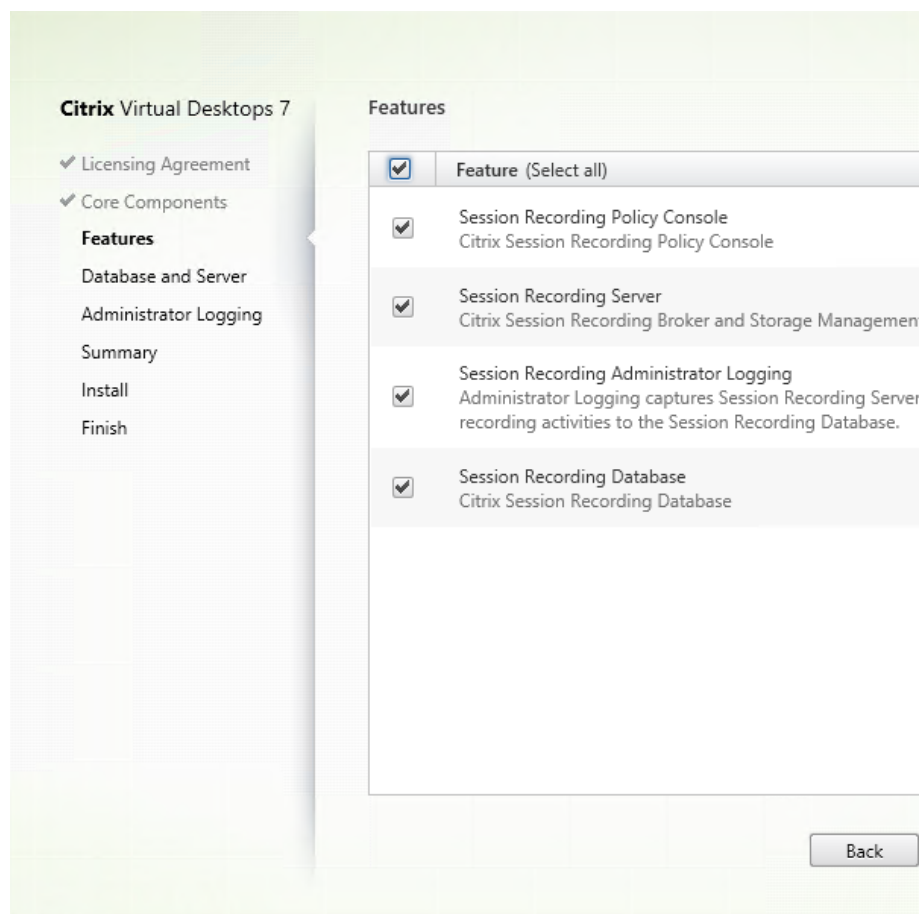 Citrix Virtual Desktops 7
Licensing Agreement
Core Components
Features
Database and Server
Administrator Logging
Summary
Install
Finish
Features
Feature (Select all)
Session Recording Policy Console
Citrix Session Recording Policy Console
Session Recording Server
Citrix Session Recording Broker and Storage Managemen
Session Recording Administrator Logging
Administrator Logging captures Session Recording Server
recording activities to the Session Recording Database.
Session Recording Database
Citrix Session Recording Database
Back